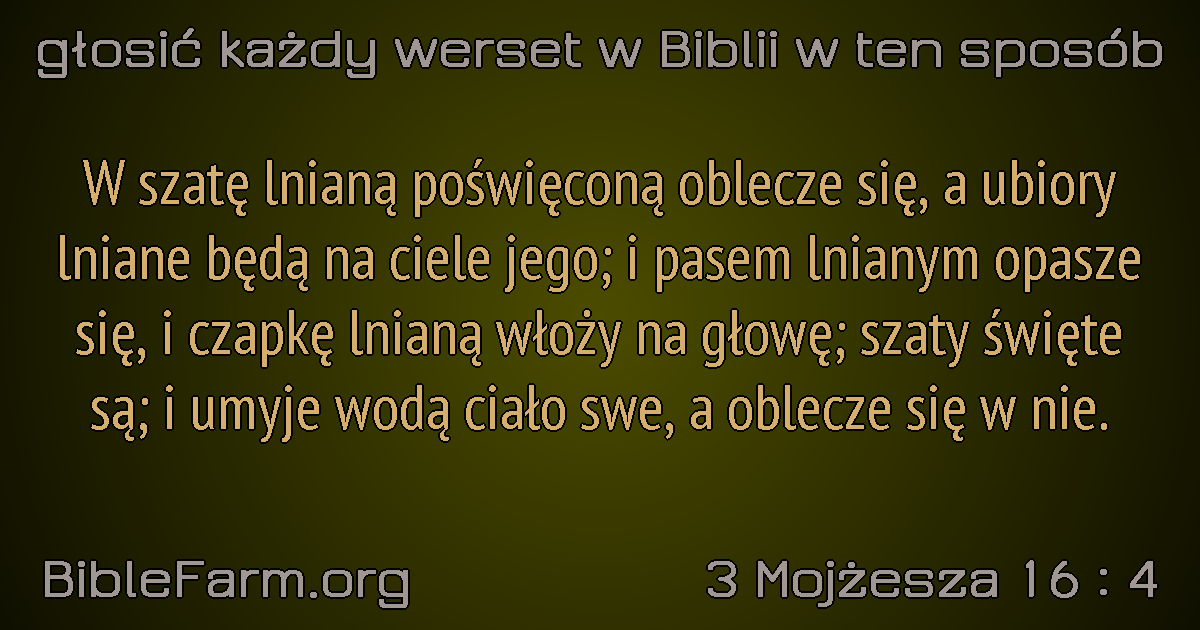 głosić każdy werset w Biblii w ten sposób
W szatę lnianą poświęconą oblecze się, a ubiory
lniane będą na ciele jego; i pasem lnianym opasze
się, i czapkę lnianą włoży na głowę; szaty święte
są; i umyje wodą ciało swe, a oblecze się w nie.
BibleFarm.org
3 Mojżesza 16 : 4